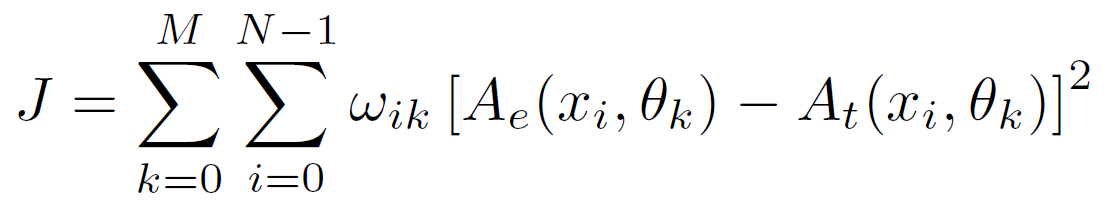 J = \sum_{k=0}^{M} \sum_{i=0}^{N-1} \omega_{ik} \left[ A_e(x_i, \theta_k) - A_t(x_i, \theta_k) \right]^2